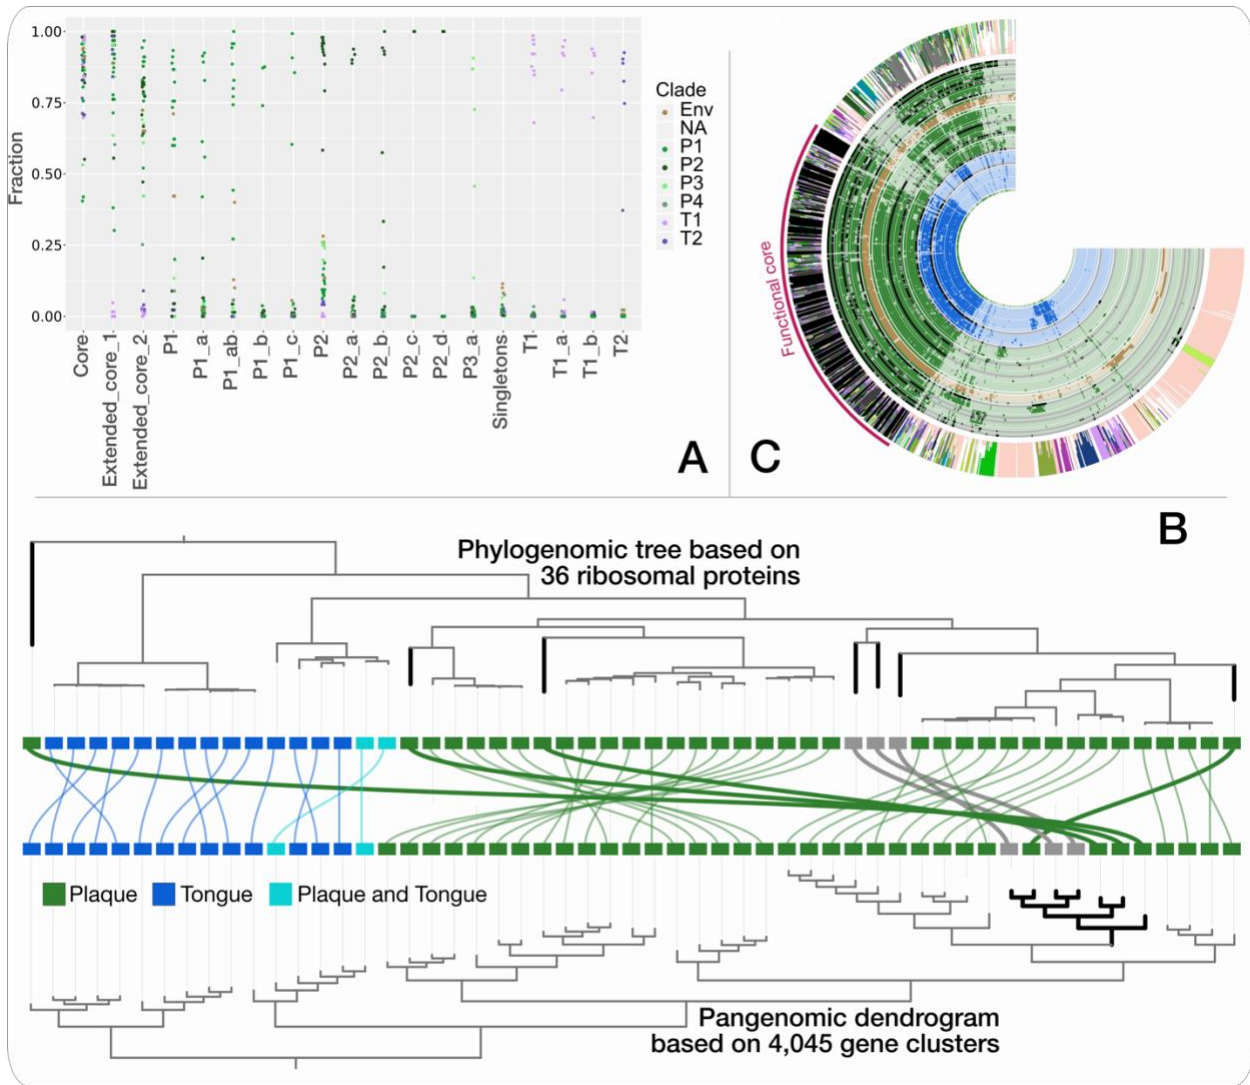 1.00
0.75
0.50
0.25
0.00
Fraction
Core
Extended_core_1
Extended_core_2
P1
P1_a
P1_ab
P1_b
P1_c
P2
P2_a
P2_b
P2_c
P2_d
P3_a
Singletons
T1
T1_a
T1_b
T2
Clade
Env
NA
P1
P2
P3
P4
T1
T2
A
C
Functional core
B
Phylogenomic tree based on
36 ribosomal proteins
Plaque
Tongue
Plaque and Tongue
Pangenomic dendrogram
based on 4,045 gene clusters